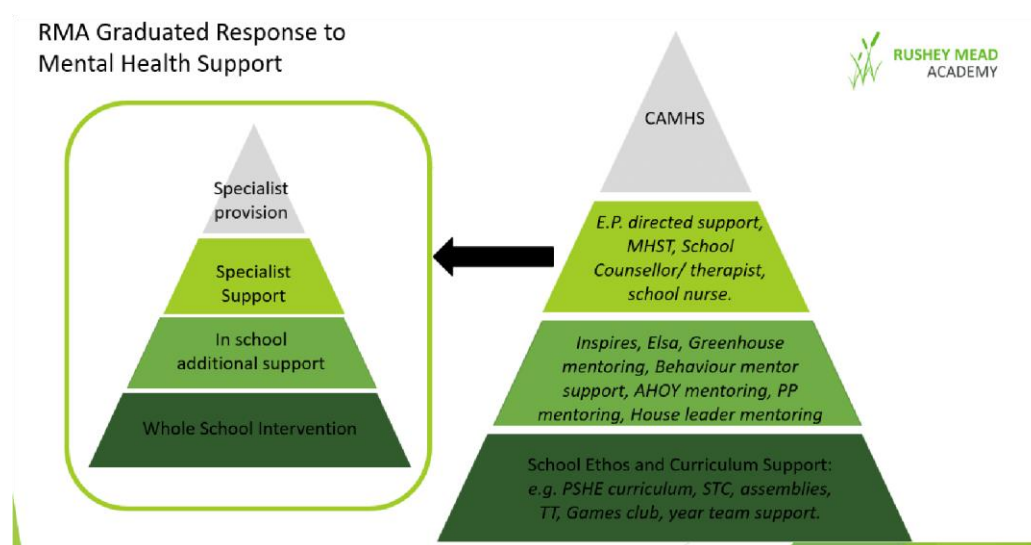 RMA Graduated Response to
Mental Health Support
RUSHEY MEAD
ACADEMY
Specialist
provision
Specialist
Support
In school
additional support
Whole School Intervention
CAMHS
E.P. directed support,
MHST, School
Counsellor/ therapist,
school nurse.
Inspires, Elsa, Greenhouse
mentoring, Behaviour mentor
support, AHOY mentoring, PP
mentoring, House leader mentoring
School Ethos and Curriculum Support:
e.g. PSHE curriculum, STC, assemblies,
TT, Games club, year team support.